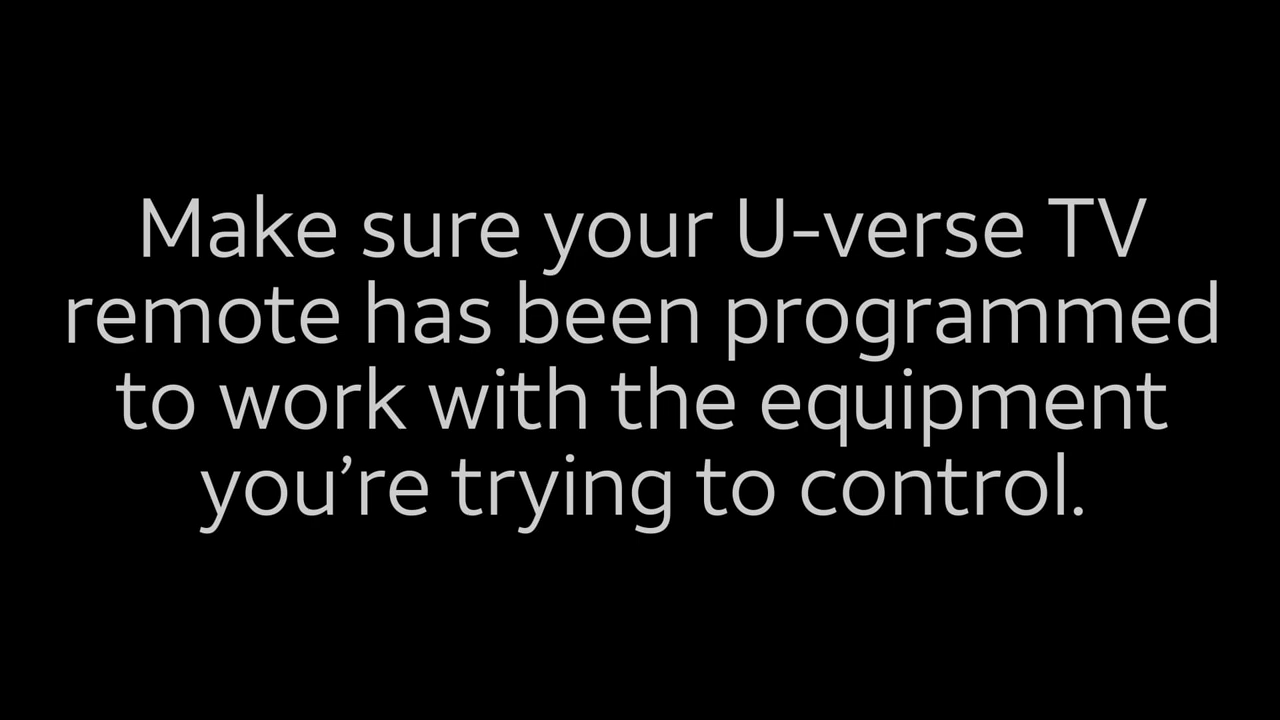 Make sure your U-verse TV
remote has been programmed
to work with the equipment
you’re trying to control.